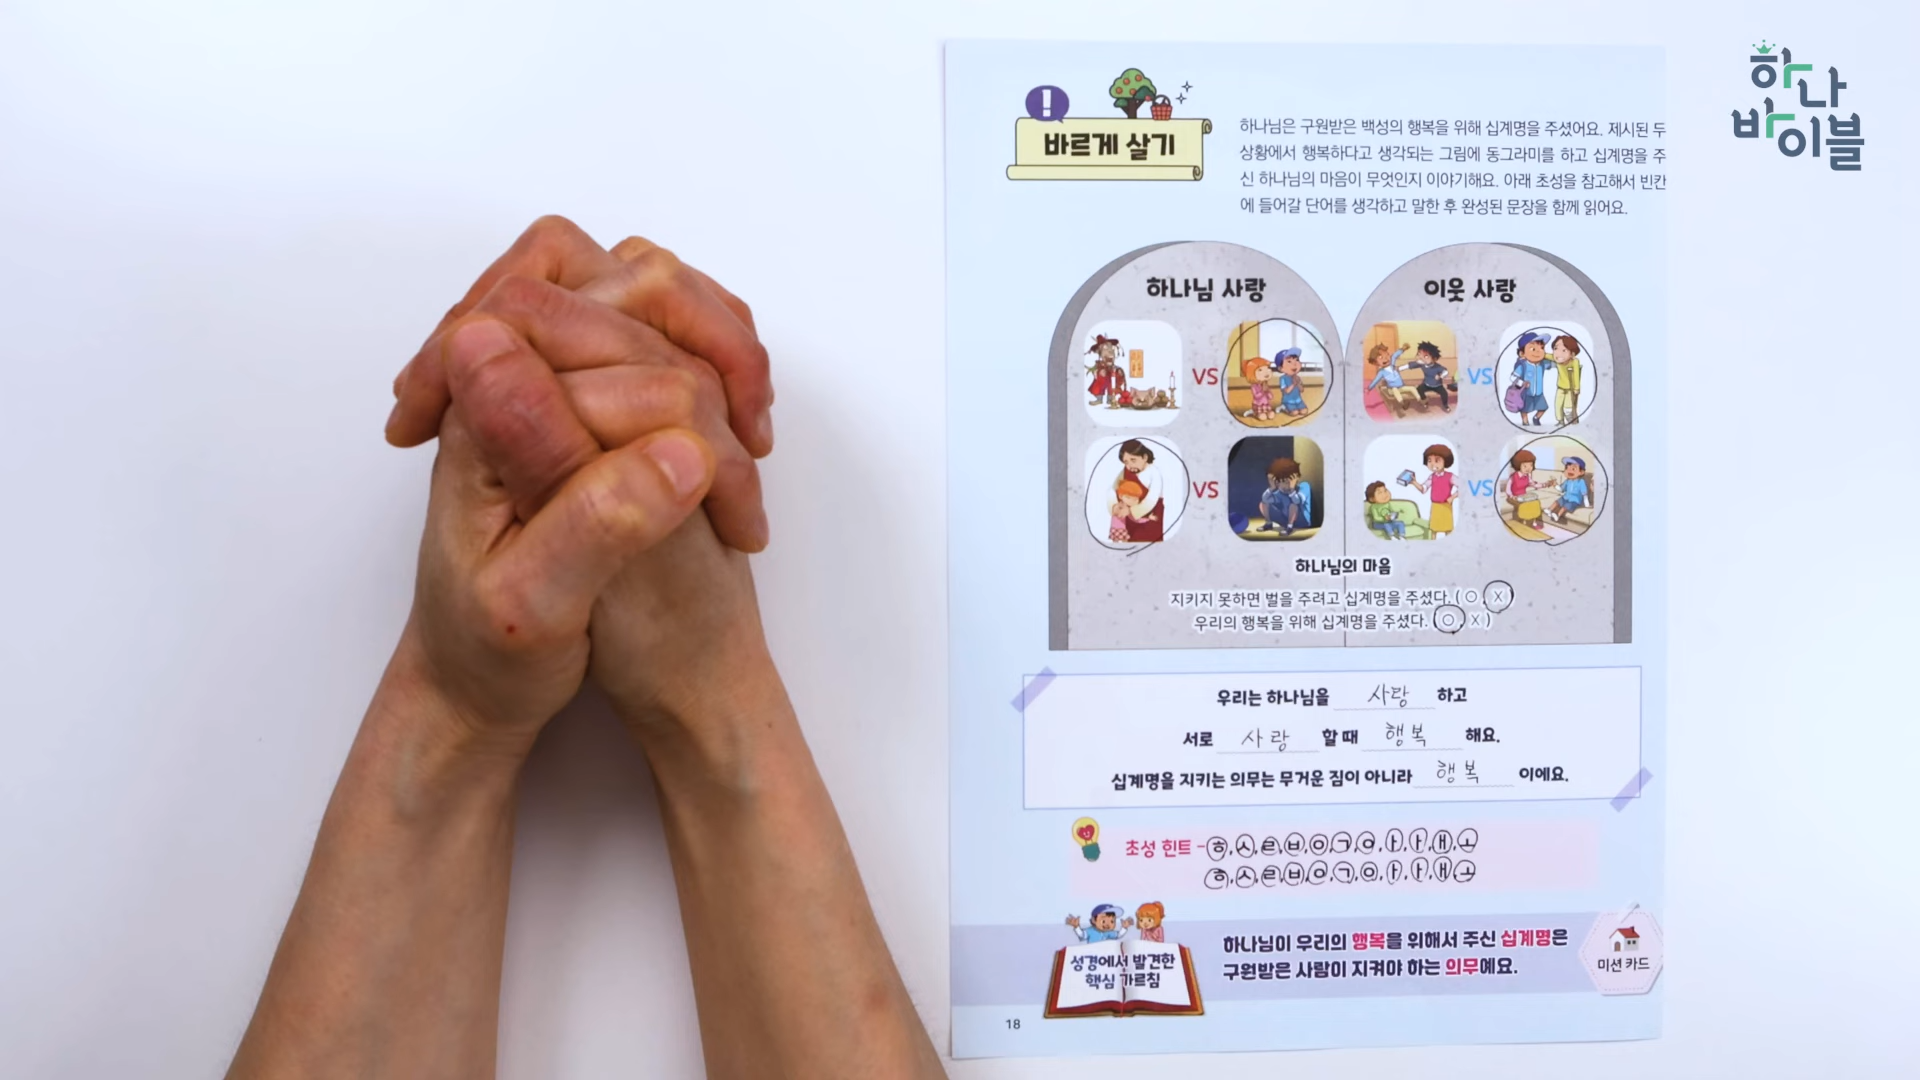 하나
바이블
!
바르게 살기
하나님은 구원받은 백성의 행복을 위해 십계명을 주셨어요. 제시된 두
상황에서 행복하다고 생각되는 그림에 동그라미를 하고 십계명을 주
신 하나님의 마음이 무엇인지 이야기해요. 아래 초성을 참고해서 빈칸
에 들어갈 단어를 생각하고 말한 후 완성된 문장을 함께 읽어요.
하나님 사랑
이웃 사랑
VS
VS
VS
VS
하나님의 마음
지키지 못하면 벌을 주려고 십계명을 주셨다. (O, X)
우리의 행복을 위해 십계명을 주셨다. (O, X)
우리는 하나님을 사랑 하고
서로 사랑 할 때 행복 해요.
십계명을 지키는 의무는 무거운 짐이 아니라 행복 이에요.
초성 힌트 - ㅎ, ㅅ, ㄹ, ㅂ, ㅇ, ㄱ, ㅇ, ㅏ, ㅏ, ㅐ, ㅗ
ㅎ, ㅅ, ㄹ, ㅂ, ㅇ, ㄱ, ㅇ, ㅏ, ㅏ, ㅐ, ㅗ
성경에서 발견한
핵심 가르침
하나님이 우리의 행복을 위해서 주신 십계명은
구원받은 사람이 지켜야 하는 의무예요.
미션 카드
18